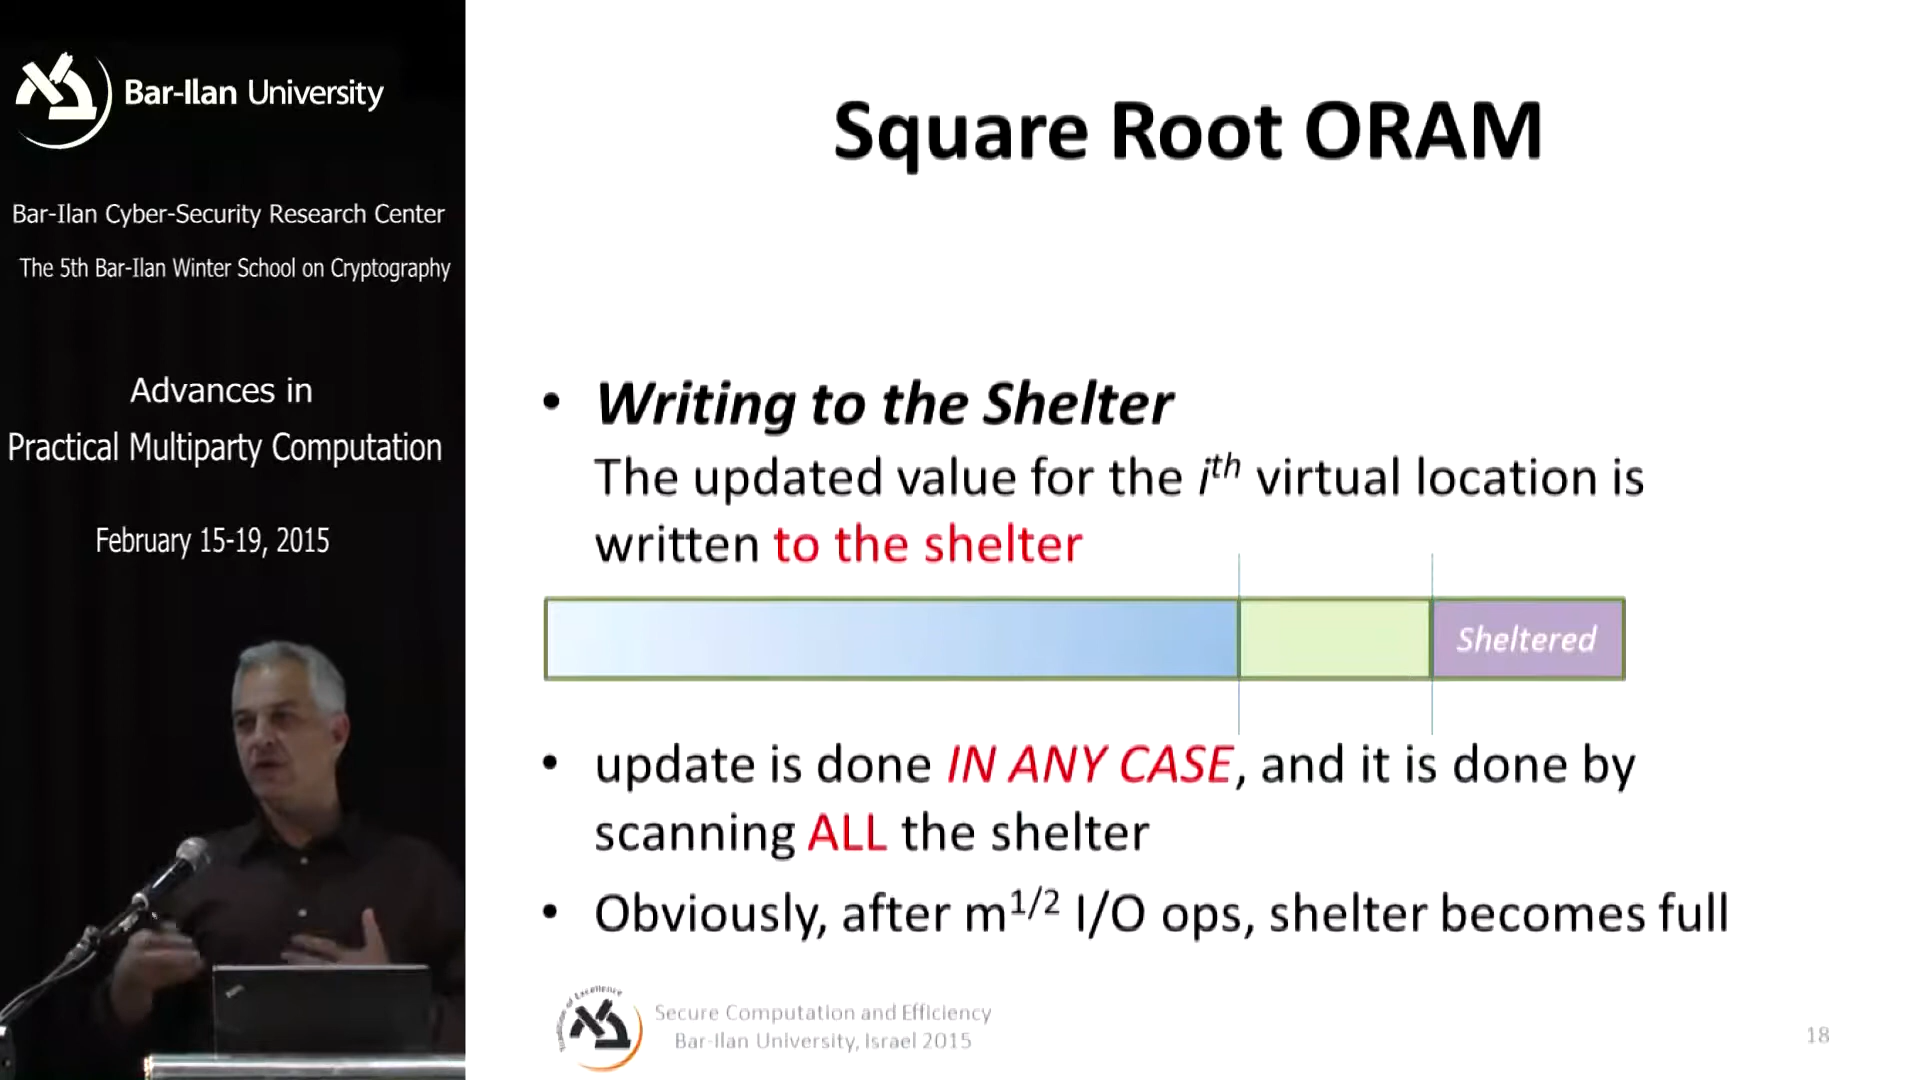 Bar-Ilan University
Bar-Ilan Cyber-Security Research Center
The 5th Bar-Ilan Winter School on Cryptography
Advances in
Practical Multiparty Computation
February 15-19, 2015
Square Root ORAM
• Writing to the Shelter
The updated value for the iᵗʰ virtual location is
written to the shelter
Sheltered
• update is done IN ANY CASE, and it is done by
scanning ALL the shelter
• Obviously, after m¹ᐟ² I/O ops, shelter becomes full
of Excellence
Secure Computation and Efficiency
Bar-Ilan University, Israel 2015
18